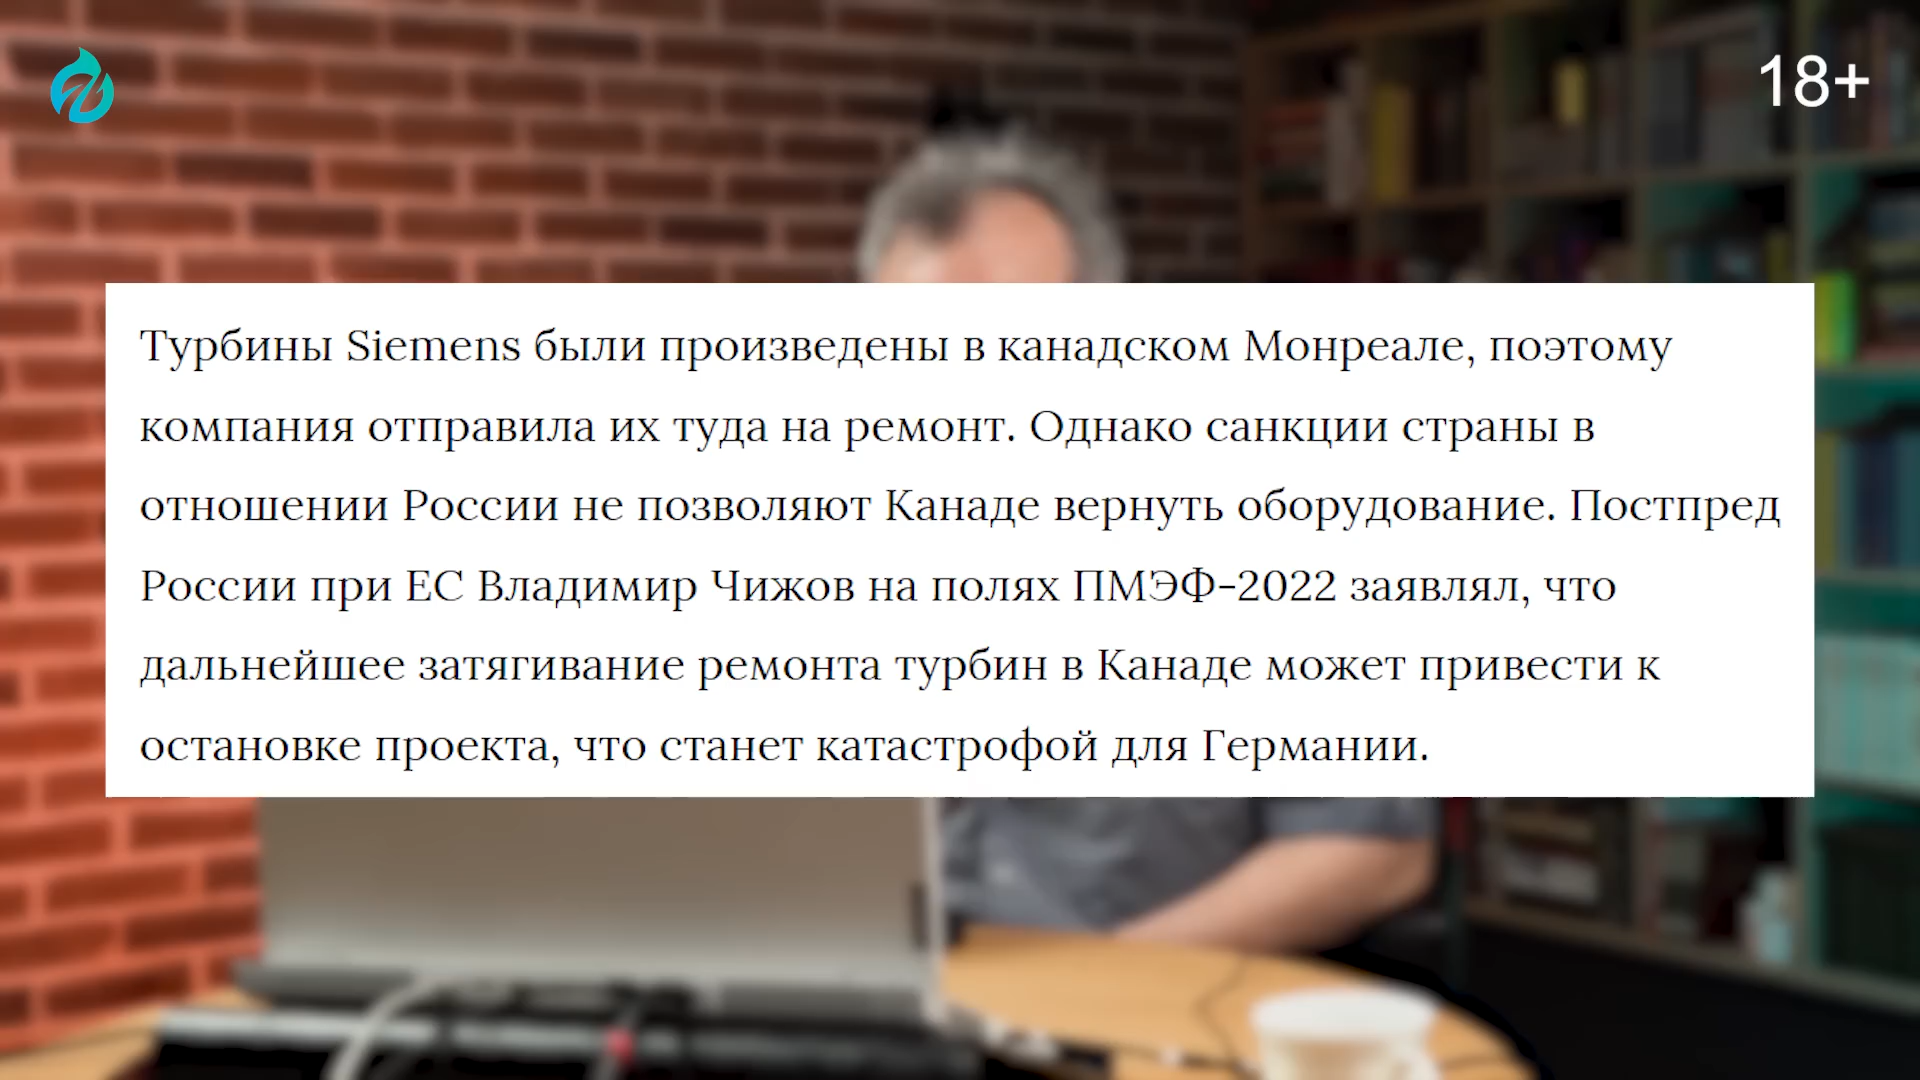 18+
Турбины Siemens были произведены в канадском Монреале, поэтому
компания отправила их туда на ремонт. Однако санкции страны в
отношении России не позволяют Канаде вернуть оборудование. Постпред
России при ЕС Владимир Чижов на полях ПМЭФ-2022 заявлял, что
дальнейшее затягивание ремонта турбин в Канаде может привести к
остановке проекта, что станет катастрофой для Германии.